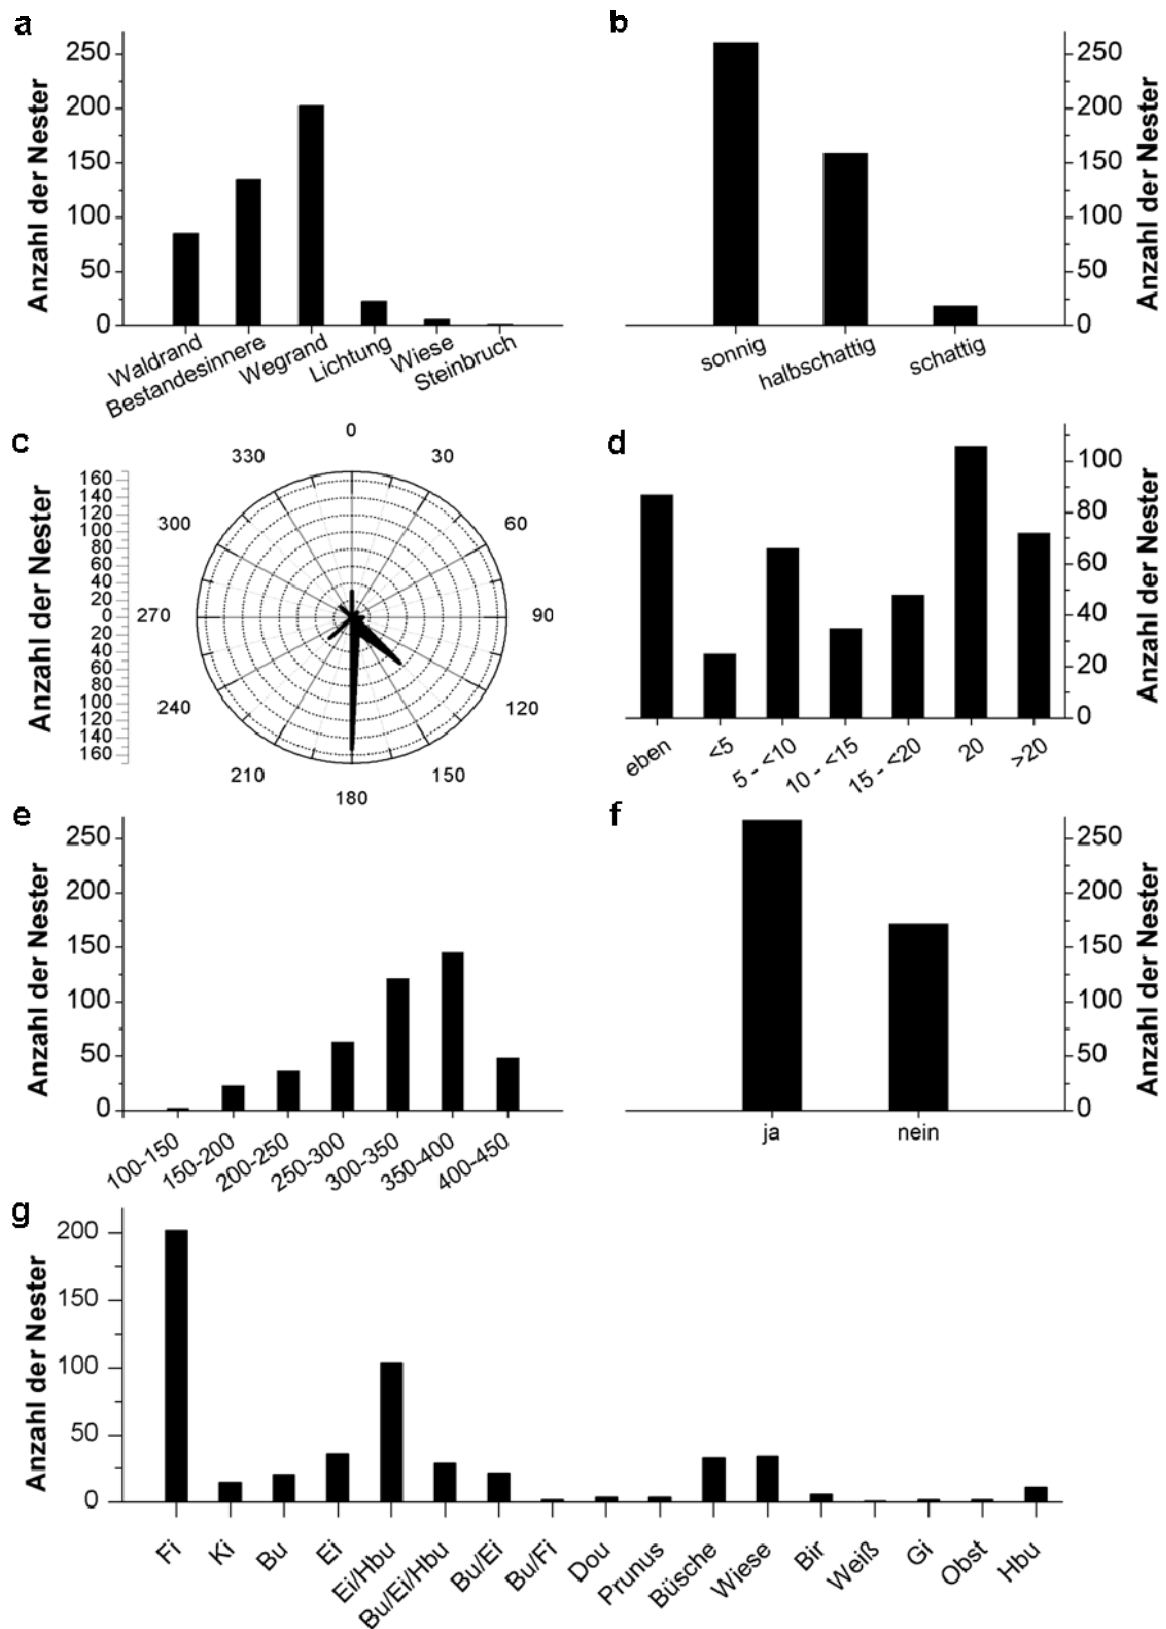 a
Anzahl der Nester
250
200
150
100
50
0
Waldrand
Bestandesinnere
Wegrand
Lichtung
Wiese
Steinbruch
b
Anzahl der Nester
250
200
150
100
50
0
sonnig
halbschattig
schattig
c
Anzahl der Nester
160
140
120
100
80
60
40
20
0
20
40
60
80
100
120
140
160
0
30
60
90
120
150
180
210
240
270
300
330
d
Anzahl der Nester
100
80
60
40
20
0
eben
<5
5 - <10
10 - <15
15 - <20
20
>20
e
Anzahl der Nester
250
200
150
100
50
0
100-150
150-200
200-250
250-300
300-350
350-400
400-450
f
Anzahl der Nester
250
200
150
100
50
0
ja
nein
g
Anzahl der Nester
200
150
100
50
0
Fi
Ki
Bu
Ei
Ei/Hbu
Bu/Ei/Hbu
Bu/Ei
Bu/Fi
Dou
Prunus
Büsche
Wiese
Bir
Weiß
Gi
Obst
Hbu